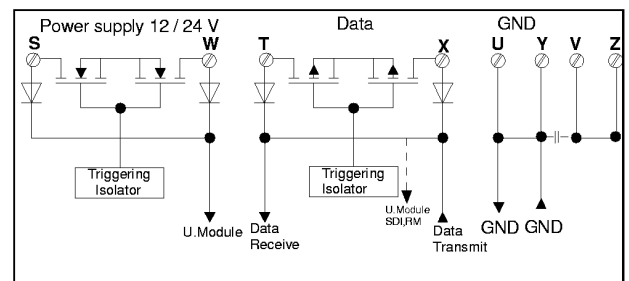 Power supply 12 / 24 V
Data
GND
S
W
T
X
U
Y
V
Z
Triggering
Isolator
Triggering
Isolator
U.Module
Data
Receive
U.Module
SDI,RM
Data
Transmit
GND
GND